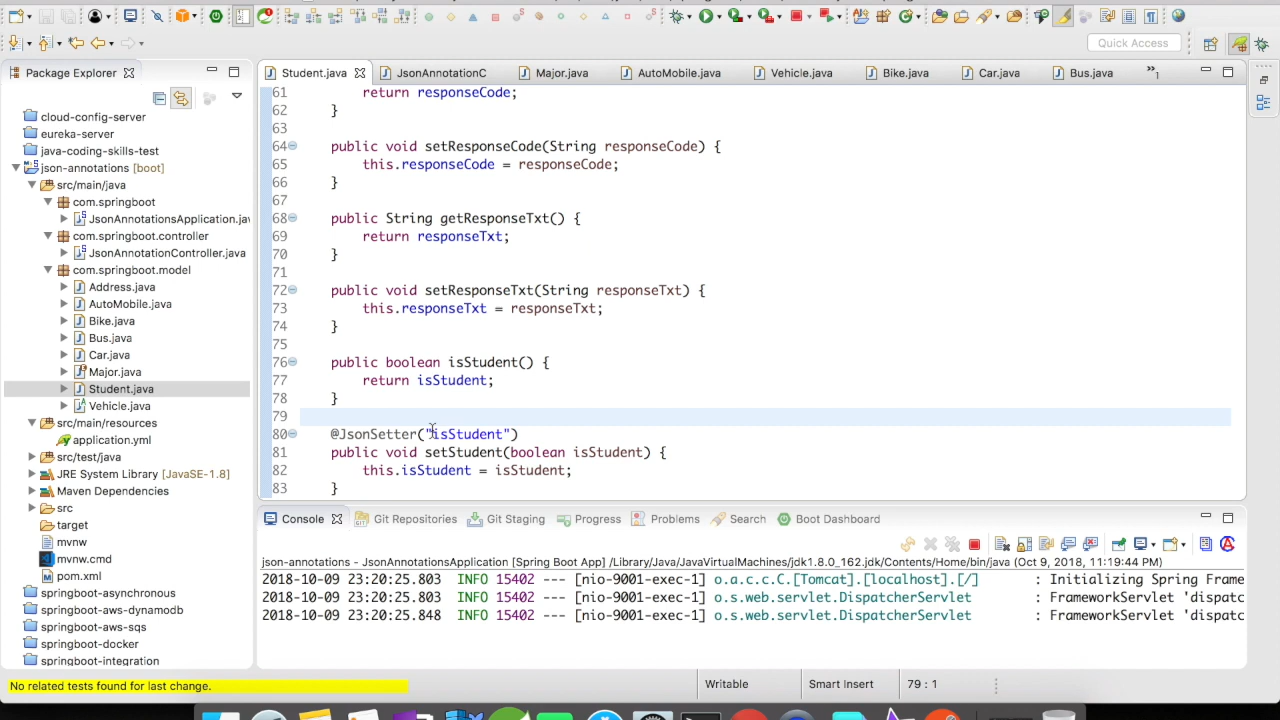 Quick Access
Package Explorer
cloud-config-server
eureka-server
java-coding-skills-test
json-annotations [boot]
src/main/java
com.springboot
JsonAnnotationsApplication.jav
com.springboot.controller
JsonAnnotationController.java
com.springboot.model
Address.java
AutoMobile.java
Bike.java
Bus.java
Car.java
Major.java
Student.java
Vehicle.java
src/main/resources
application.yml
src/test/java
JRE System Library [JavaSE-1.8]
Maven Dependencies
src
target
mvnw
mvnw.cmd
pom.xml
springboot-asynchronous
springboot-aws-dynamodb
springboot-aws-sqs
springboot-docker
springboot-integration
Student.java JsonAnnotationC Major.java AutoMobile.java Vehicle.java Bike.java Car.java Bus.java »1
61 return responseCode;
62 }
63
64 public void setResponseCode(String responseCode) {
65 this.responseCode = responseCode;
66 }
67
68 public String getResponseTxt() {
69 return responseTxt;
70 }
71
72 public void setResponseTxt(String responseTxt) {
73 this.responseTxt = responseTxt;
74 }
75
76 public boolean isStudent() {
77 return isStudent;
78 }
79
80 @JsonSetter("isStudent")
81 public void setStudent(boolean isStudent) {
82 this.isStudent = isStudent;
83 }
Console Git Repositories Git Staging Progress Problems Search Boot Dashboard
json-annotations - JsonAnnotationsApplication [Spring Boot App] /Library/Java/JavaVirtualMachines/jdk1.8.0_162.jdk/Contents/Home/bin/java (Oct 9, 2018, 11:19:44 PM)
2018-10-09 23:20:25.803 INFO 15402 --- [nio-9001-exec-1] o.a.c.c.C.[Tomcat].[localhost].[/] : Initializing Spring Frame
2018-10-09 23:20:25.803 INFO 15402 --- [nio-9001-exec-1] o.s.web.servlet.DispatcherServlet : FrameworkServlet 'dispatc
2018-10-09 23:20:25.848 INFO 15402 --- [nio-9001-exec-1] o.s.web.servlet.DispatcherServlet : FrameworkServlet 'dispatc
No related tests found for last change.
Writable Smart Insert 79 : 1